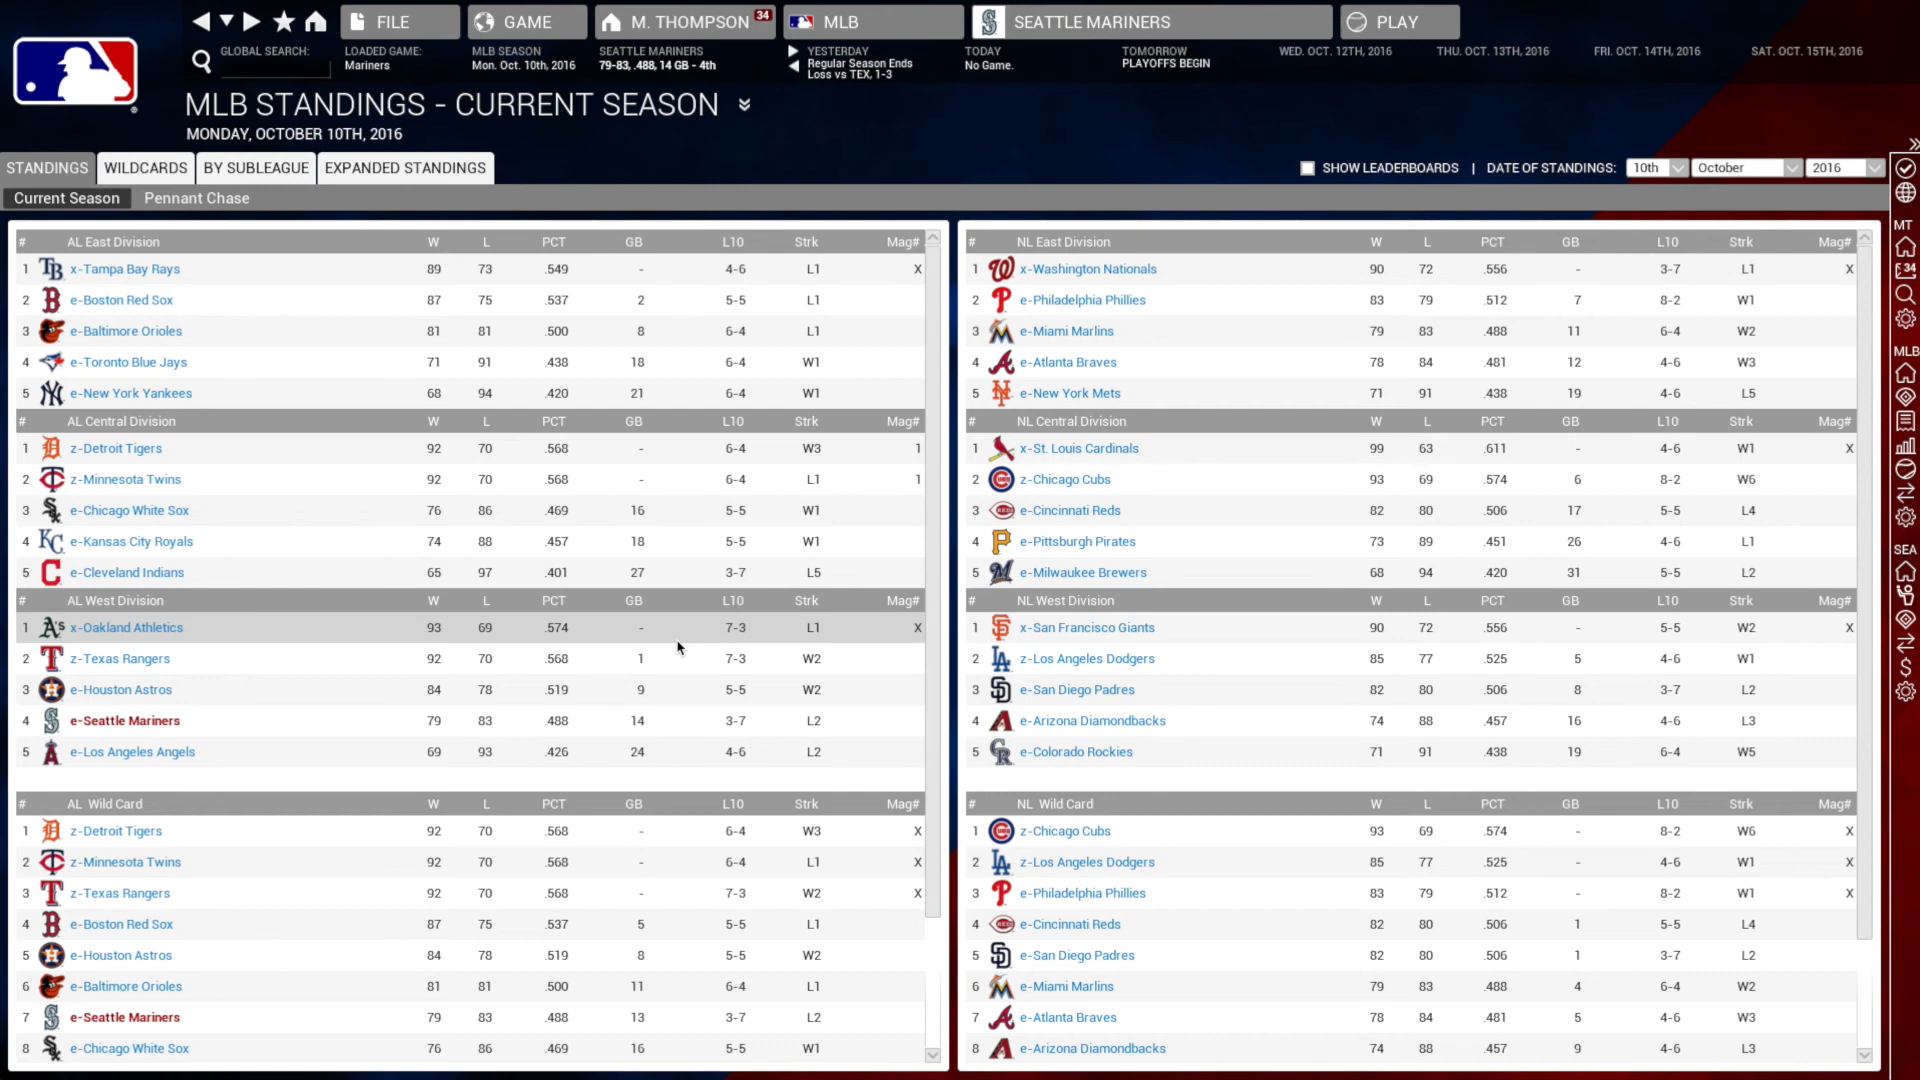 FILE GAME M. THOMPSON 34 MLB SEATTLE MARINERS PLAY
GLOBAL SEARCH: LOADED GAME: MLB SEASON SEATTLE MARINERS YESTERDAY TODAY TOMORROW WED. OCT. 12TH, 2016 THU. OCT. 13TH, 2016 FRI. OCT. 14TH, 2016 SAT. OCT. 15TH, 2016
Mariners Mon. Oct. 10th, 2016 79-83, .488, 14 GB - 4th Regular Season Ends No Game. PLAYOFFS BEGIN
Loss vs TEX, 1-3
MLB STANDINGS - CURRENT SEASON
MONDAY, OCTOBER 10TH, 2016
STANDINGS WILDCARDS BY SUBLEAGUE EXPANDED STANDINGS SHOW LEADERBOARDS | DATE OF STANDINGS: 10th October 2016
Current Season Pennant Chase
# AL East Division W L PCT GB L10 Strk Mag#
1 x-Tampa Bay Rays 89 73 .549 - 4-6 L1 X
2 e-Boston Red Sox 87 75 .537 2 5-5 L1
3 e-Baltimore Orioles 81 81 .500 8 6-4 L1
4 e-Toronto Blue Jays 71 91 .438 18 6-4 W1
5 e-New York Yankees 68 94 .420 21 6-4 W1
# AL Central Division W L PCT GB L10 Strk Mag#
1 z-Detroit Tigers 92 70 .568 - 6-4 W3 1
2 z-Minnesota Twins 92 70 .568 - 6-4 L1 1
3 e-Chicago White Sox 76 86 .469 16 5-5 W1
4 e-Kansas City Royals 74 88 .457 18 5-5 W1
5 e-Cleveland Indians 65 97 .401 27 3-7 L5
# AL West Division W L PCT GB L10 Strk Mag#
1 x-Oakland Athletics 93 69 .574 - 7-3 L1 X
2 z-Texas Rangers 92 70 .568 1 7-3 W2
3 e-Houston Astros 84 78 .519 9 5-5 W2
4 e-Seattle Mariners 79 83 .488 14 3-7 L2
5 e-Los Angeles Angels 69 93 .426 24 4-6 L2
# AL Wild Card W L PCT GB L10 Strk Mag#
1 z-Detroit Tigers 92 70 .568 - 6-4 W3 X
2 z-Minnesota Twins 92 70 .568 - 6-4 L1 X
3 z-Texas Rangers 92 70 .568 - 7-3 W2 X
4 e-Boston Red Sox 87 75 .537 5 5-5 L1
5 e-Houston Astros 84 78 .519 8 5-5 W2
6 e-Baltimore Orioles 81 81 .500 11 6-4 L1
7 e-Seattle Mariners 79 83 .488 13 3-7 L2
8 e-Chicago White Sox 76 86 .469 16 5-5 W1
# NL East Division W L PCT GB L10 Strk Mag#
1 x-Washington Nationals 90 72 .556 - 3-7 L1 X
2 e-Philadelphia Phillies 83 79 .512 7 8-2 W1
3 e-Miami Marlins 79 83 .488 11 6-4 W2
4 e-Atlanta Braves 78 84 .481 12 4-6 W3
5 e-New York Mets 71 91 .438 19 4-6 L5
# NL Central Division W L PCT GB L10 Strk Mag#
1 x-St. Louis Cardinals 99 63 .611 - 4-6 W1 X
2 z-Chicago Cubs 93 69 .574 6 8-2 W6
3 e-Cincinnati Reds 82 80 .506 17 5-5 L4
4 e-Pittsburgh Pirates 73 89 .451 26 4-6 L1
5 e-Milwaukee Brewers 68 94 .420 31 5-5 L2
# NL West Division W L PCT GB L10 Strk Mag#
1 x-San Francisco Giants 90 72 .556 - 5-5 W2 X
2 z-Los Angeles Dodgers 85 77 .525 5 4-6 W1
3 e-San Diego Padres 82 80 .506 8 3-7 L2
4 e-Arizona Diamondbacks 74 88 .457 16 4-6 L3
5 e-Colorado Rockies 71 91 .438 19 6-4 W5
# NL Wild Card W L PCT GB L10 Strk Mag#
1 z-Chicago Cubs 93 69 .574 - 8-2 W6 X
2 z-Los Angeles Dodgers 85 77 .525 - 4-6 W1 X
3 e-Philadelphia Phillies 83 79 .512 - 8-2 W1 X
4 e-Cincinnati Reds 82 80 .506 1 5-5 L4
5 e-San Diego Padres 82 80 .506 1 3-7 L2
6 e-Miami Marlins 79 83 .488 4 6-4 W2
7 e-Atlanta Braves 78 84 .481 5 4-6 W3
8 e-Arizona Diamondbacks 74 88 .457 9 4-6 L3
MT
34
MLB
SEA
$